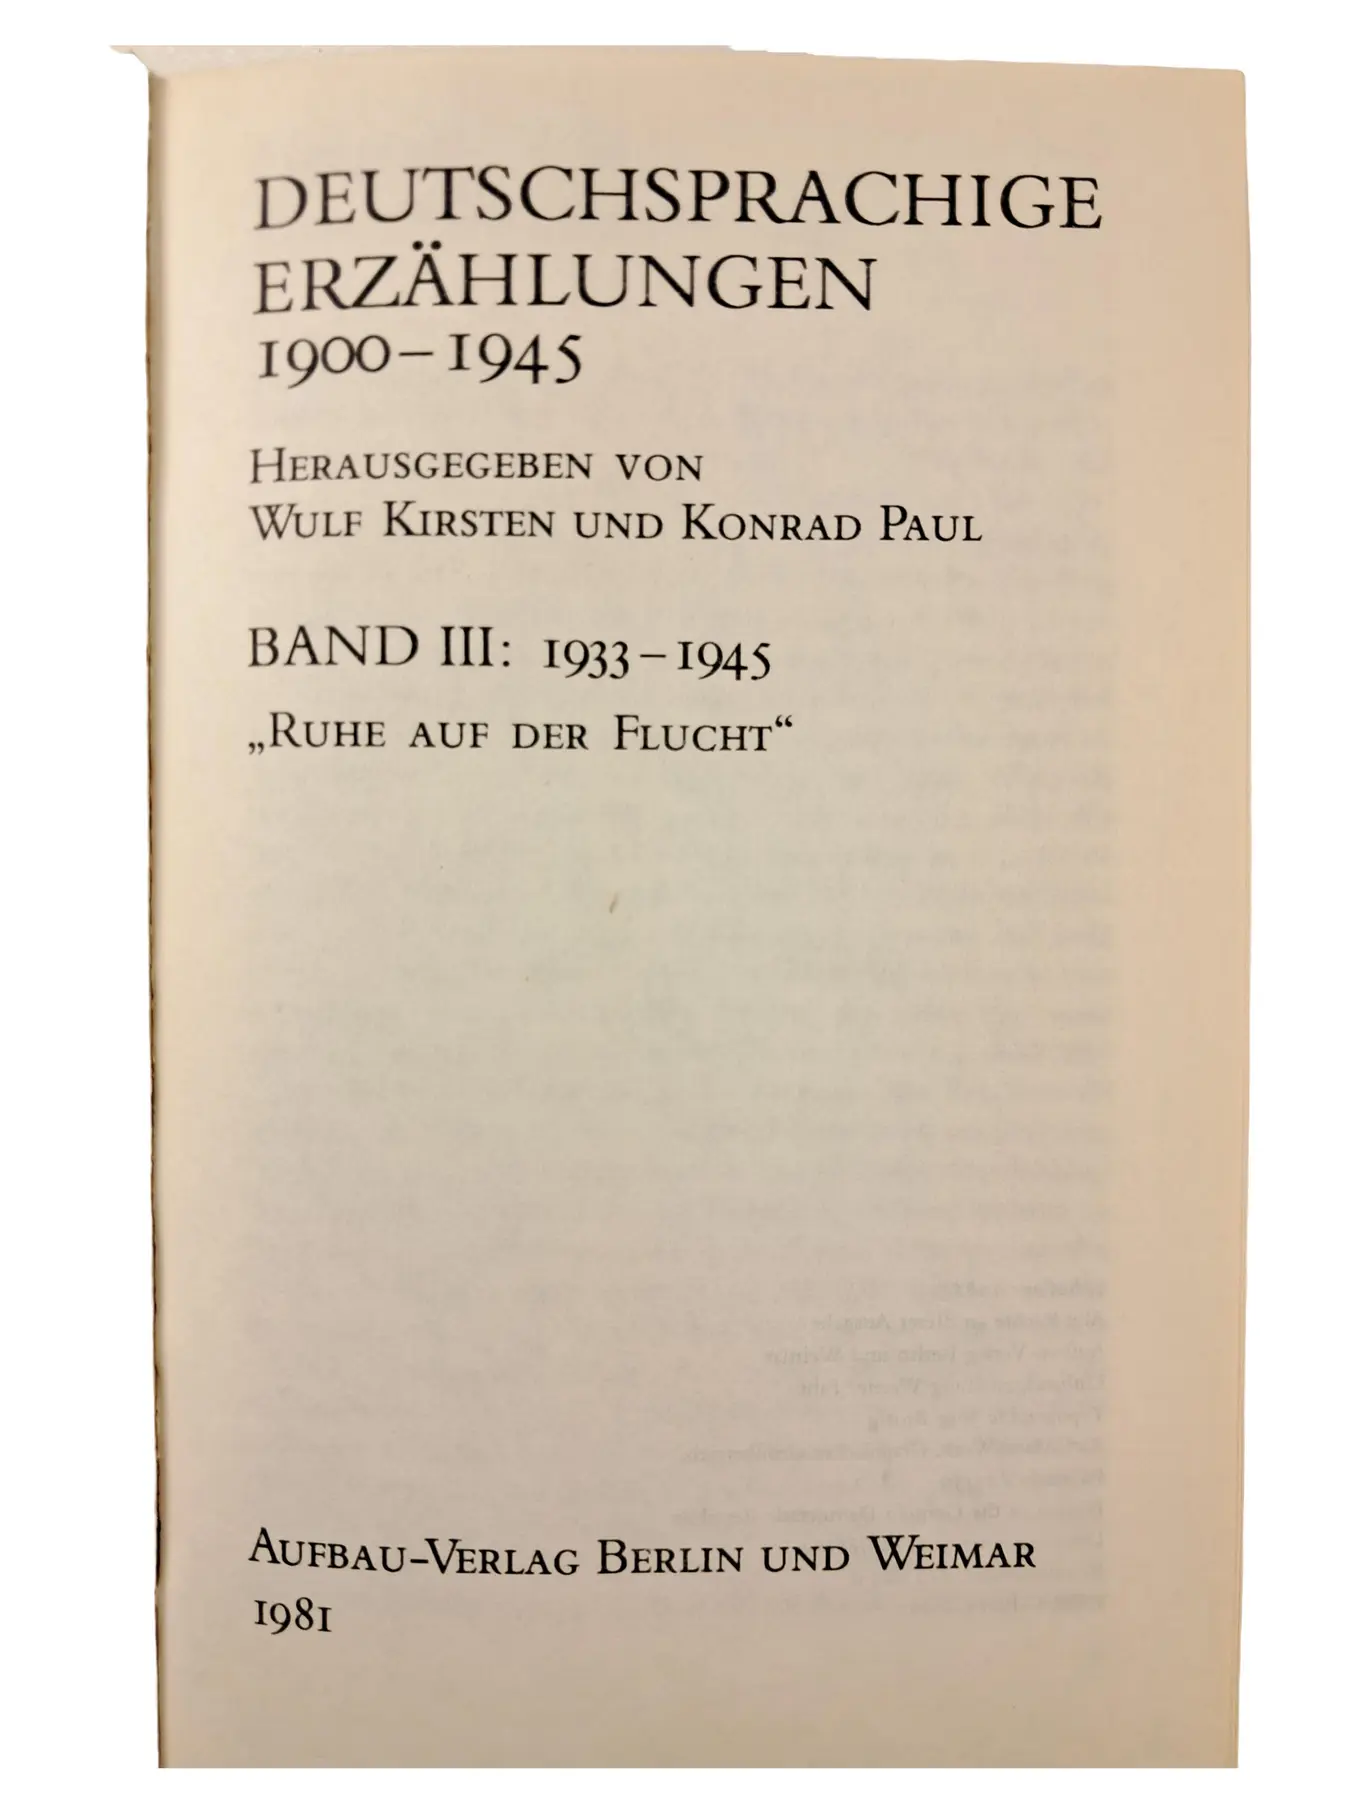 DEUTSCHSPRACHIGE
ERZÄHLUNGEN
1900–1945
HERAUSGEGEBEN VON
WULF KIRSTEN UND KONRAD PAUL
BAND III: 1933–1945
„RUHE AUF DER FLUCHT“
AUFBAU-VERLAG BERLIN UND WEIMAR
1981